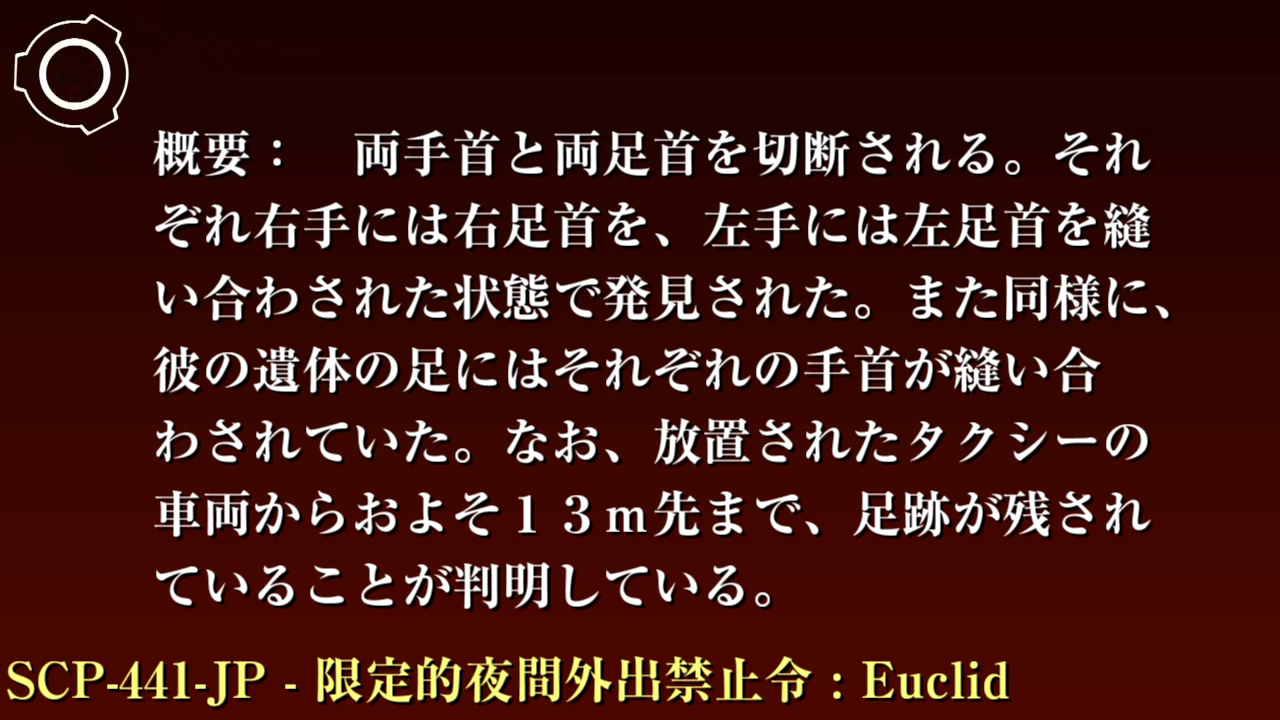 概要：　両手首と両足首を切断される。それ
ぞれ右手には右足首を、左手には左足首を縫
い合わされた状態で発見された。また同様に、
彼の遺体の足にはそれぞれの手首が縫い合
わされていた。なお、放置されたタクシーの
車両からおよそ１３ｍ先まで、足跡が残され
ていることが判明している。
SCP-441-JP - 限定的夜間外出禁止令：Euclid